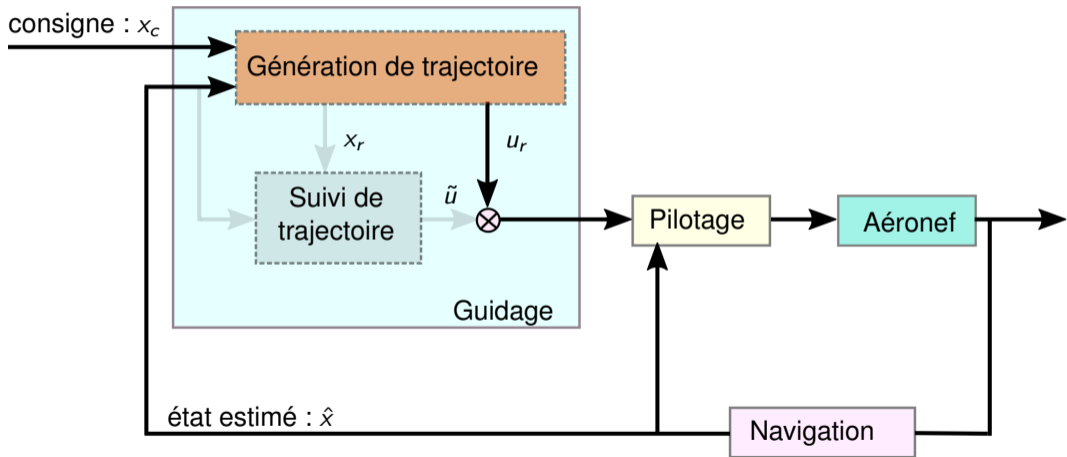 consigne : x_c
Génération de trajectoire
x_r
u_r
Suivi de
trajectoire
ũ
Pilotage
Aéronef
Guidage
état estimé : x̂
Navigation